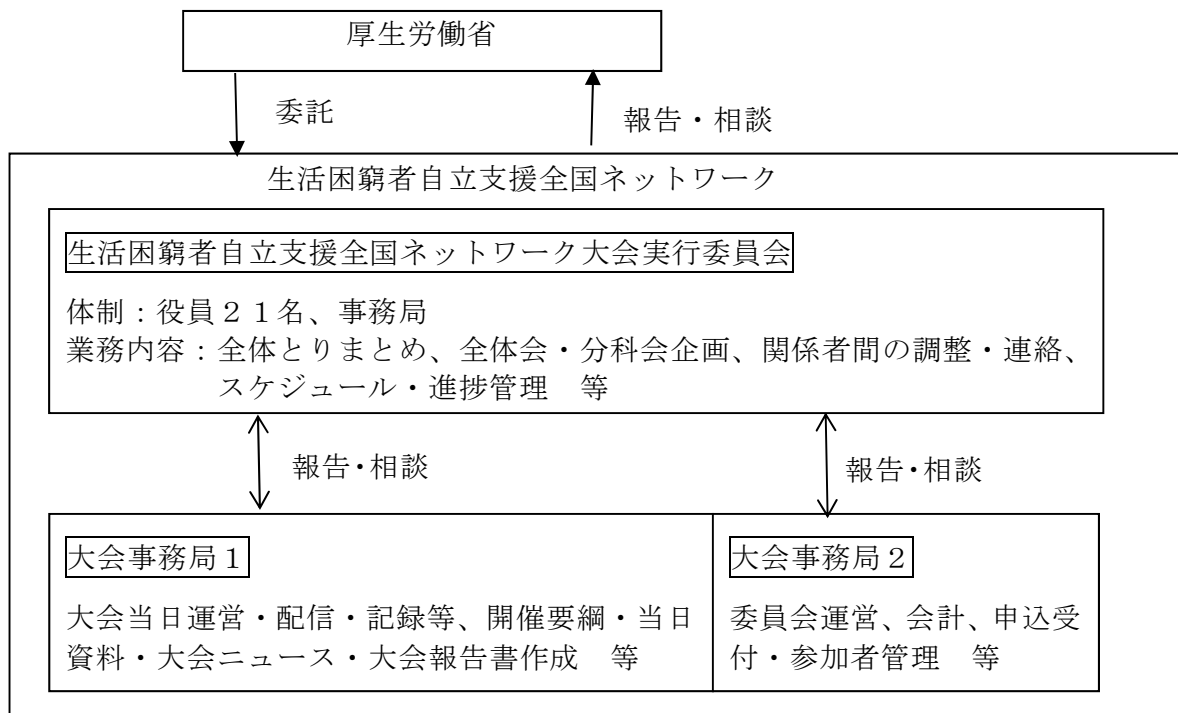 厚生労働省
委託
報告・相談
生活困窮者自立支援全国ネットワーク
生活困窮者自立支援全国ネットワーク大会実行委員会
体制：役員２１名、事務局
業務内容：全体とりまとめ、全体会・分科会企画、関係者間の調整・連絡、
スケジュール・進捗管理　等
報告・相談
報告・相談
大会事務局１
大会当日運営・配信・記録等、開催要綱・当日
資料・大会ニュース・大会報告書作成　等
大会事務局２
委員会運営、会計、申込受
付・参加者管理　等